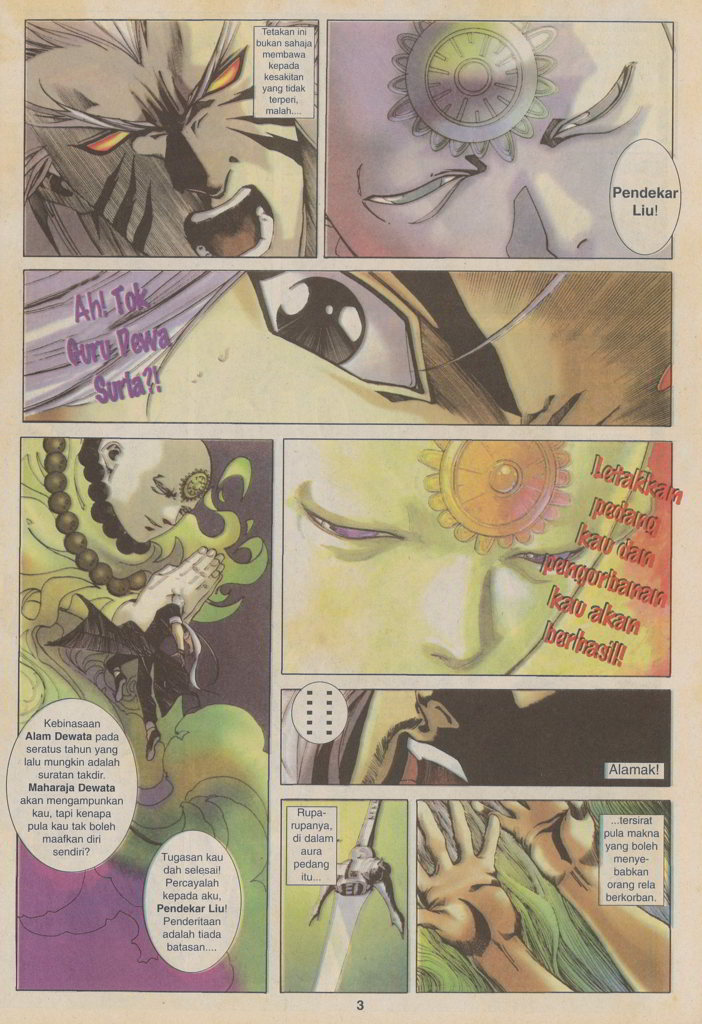 Tetakan ini
bukan sahaja
membawa
kepada
kesakitan
yang tidak
terperi,
malah....
Pendekar
Liu!
Ah! Tok
Guru Dewa
Suria?!
Letakkan
pedang
kau dan
pengorbanan
kau akan
berhasil!
Kebinasaan
Alam Dewata pada
seratus tahun yang
lalu mungkin adalah
suratan takdir.
Maharaja Dewata
akan mengampunkan
kau, tapi kenapa
pula kau tak boleh
maafkan diri
sendiri?
Tugasan kau
dah selesai!
Percayalah
kepada aku,
Pendekar Liu!
Penderitaan
adalah tiada
batasan....
Alamak!
Rupa-
rupanya,
di dalam
aura
pedang
itu...
...tersirat
pula makna
yang boleh
menye-
babkan
orang rela
berkorban.
3